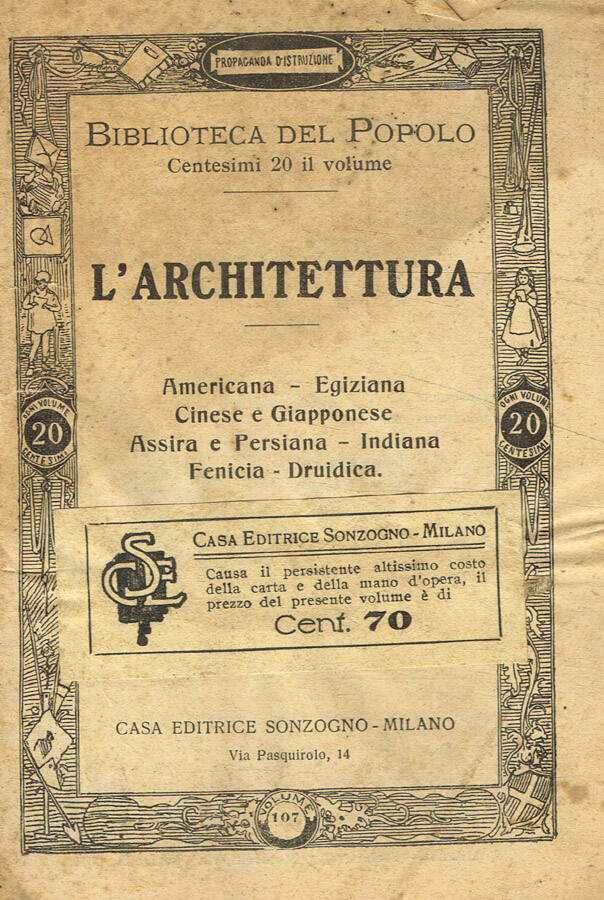 PROPAGANDA D'ISTRUZIONE
BIBLIOTECA DEL POPOLO
Centesimi 20 il volume
L'ARCHITETTURA
Americana - Egiziana
Cinese e Giapponese
Assira e Persiana - Indiana
Fenicia - Druidica.
OGNI VOLUME
20
CENTESIMI
OGNI VOLUME
20
CENTESIMI
SCE
CASA EDITRICE SONZOGNO - MILANO
Causa il persistente altissimo costo
della carta e della mano d'opera, il
prezzo del presente volume è di
Cent. 70
CASA EDITRICE SONZOGNO - MILANO
Via Pasquirolo, 14
VOLUME
107